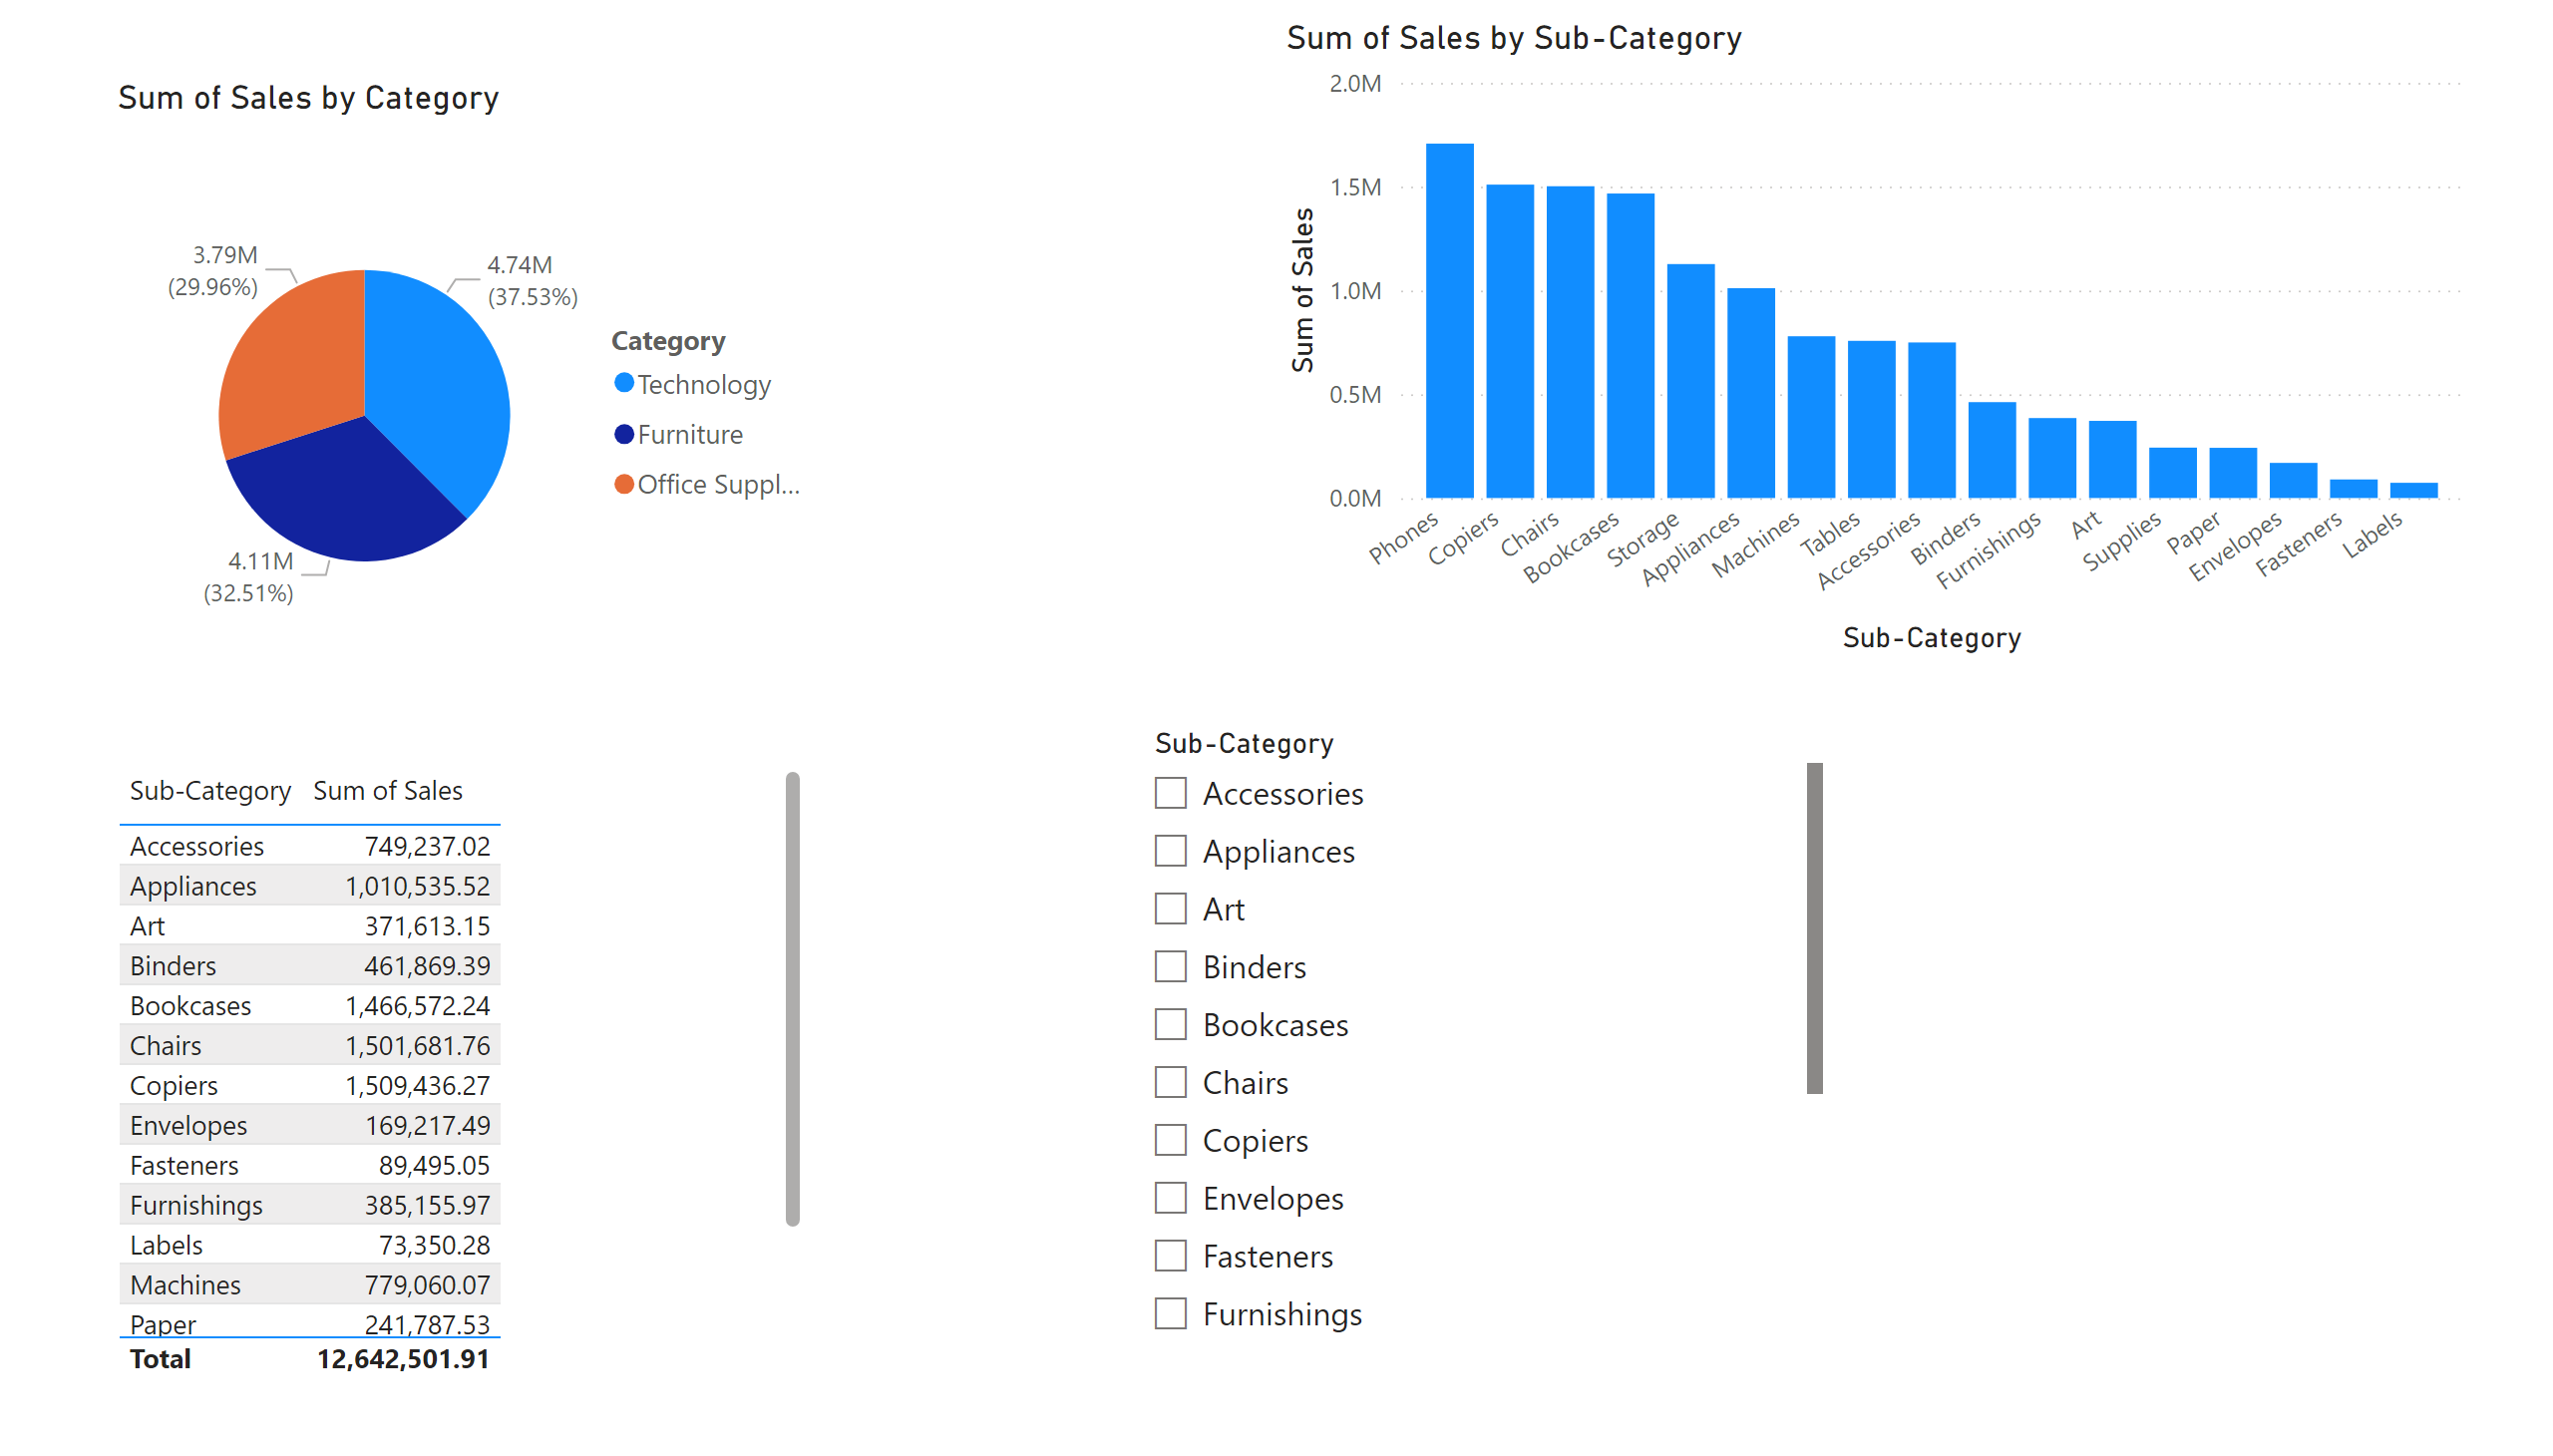 Sum of Sales by Category
3.79M
(29.96%)
4.74M
(37.53%)
4.11M
(32.51%)
Category
Technology
Furniture
Office Suppl...
Sum of Sales by Sub-Category
Sum of Sales
2.0M
1.5M
1.0M
0.5M
0.0M
Phones
Copiers
Chairs
Bookcases
Storage
Appliances
Machines
Tables
Accessories
Binders
Furnishings
Art
Supplies
Paper
Envelopes
Fasteners
Labels
Sub-Category
Sub-Category Sum of Sales
Accessories 749,237.02
Appliances 1,010,535.52
Art 371,613.15
Binders 461,869.39
Bookcases 1,466,572.24
Chairs 1,501,681.76
Copiers 1,509,436.27
Envelopes 169,217.49
Fasteners 89,495.05
Furnishings 385,155.97
Labels 73,350.28
Machines 779,060.07
Paper 241,787.53
Total 12,642,501.91
Sub-Category
Accessories
Appliances
Art
Binders
Bookcases
Chairs
Copiers
Envelopes
Fasteners
Furnishings